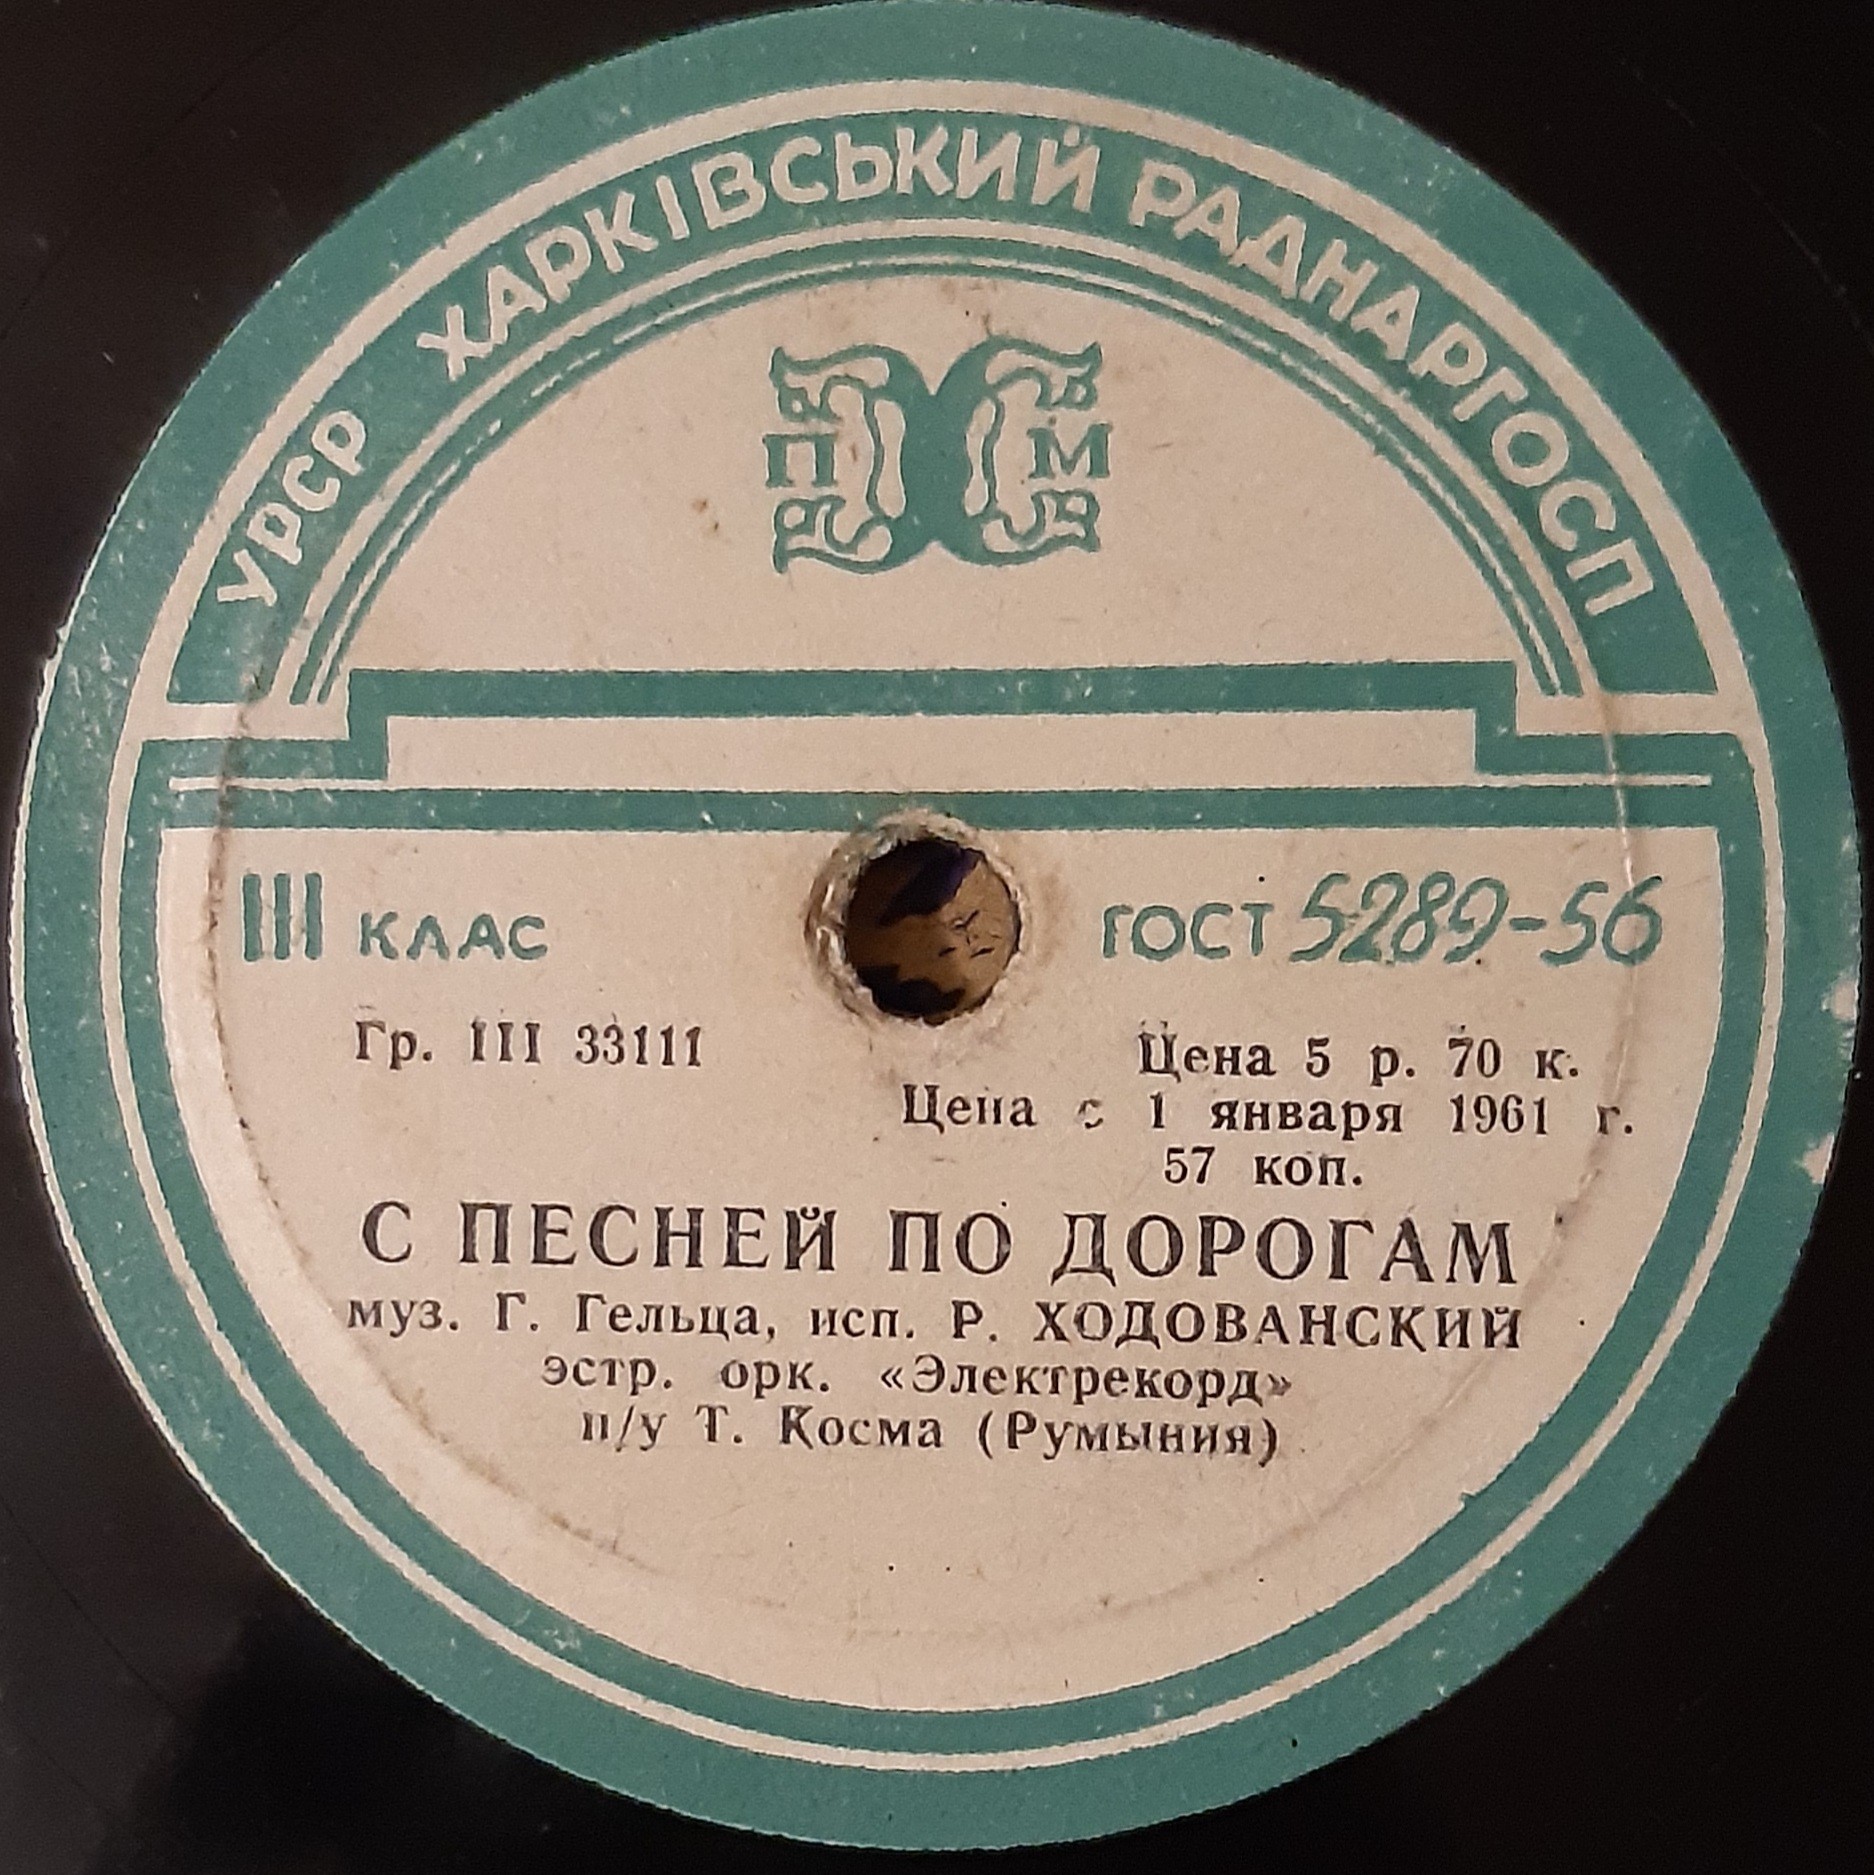 УРСР ХАРКІВСЬКИЙ РАДНАРГОСП
П М
III КЛАС ГОСТ 5289-56
Гр. III 33111 Цена 5 р. 70 к.
Цена с 1 января 1961 г.
57 коп.
С ПЕСНЕЙ ПО ДОРОГАМ
муз. Г. Гельца, исп. Р. ХОДОВАНСКИЙ
эстр. орк. «Электрекорд»
п/у Т. Косма (Румыния)